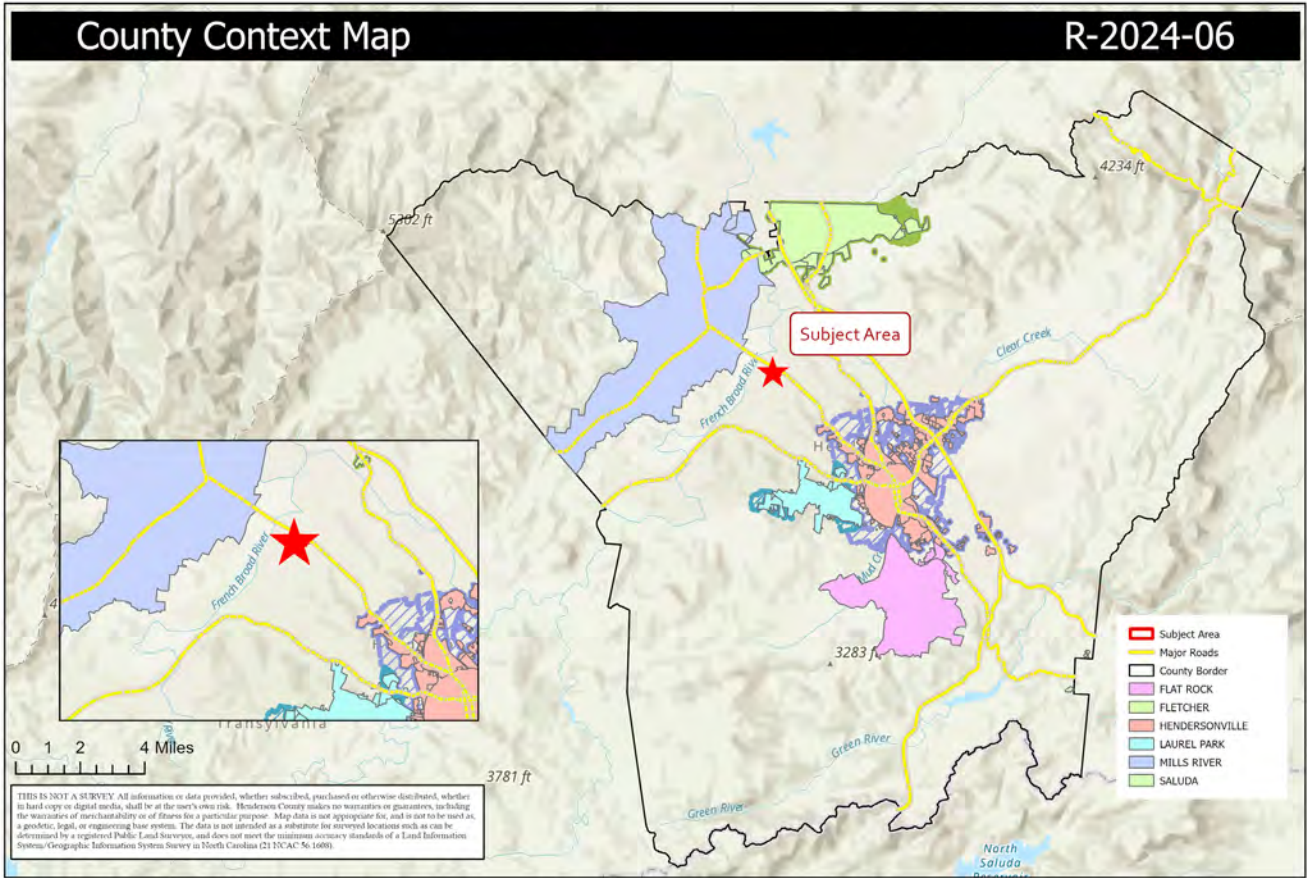 County Context Map R-2024-06
4234 ft
5302 ft
Subject Area
Clear Creek
French Broad River
French Broad River
Mud Cr
3283 ft
Transylvania
Green River
Green River
3781 ft
North
Saluda
Reservoir
0 1 2 4 Miles
Subject Area
Major Roads
County Border
FLAT ROCK
FLETCHER
HENDERSONVILLE
LAUREL PARK
MILLS RIVER
SALUDA
THIS IS NOT A SURVEY. All information or data provided, whether subscribed, purchased or otherwise distributed, whether
in hard copy or digital media, shall be at the user's own risk. Henderson County makes no warranties or guarantees, including
the warranties of merchantability or of fitness for a particular purpose. Map data is not appropriate for, and is not to be used as,
a geodetic, legal, or engineering base system. The data is not intended as a substitute for surveyed locations such as can be
determined by a registered Public Land Surveyor, and does not meet the minimum accuracy standards of a Land Information
System/Geographic Information System Survey in North Carolina (21 NCAC 56.1608).